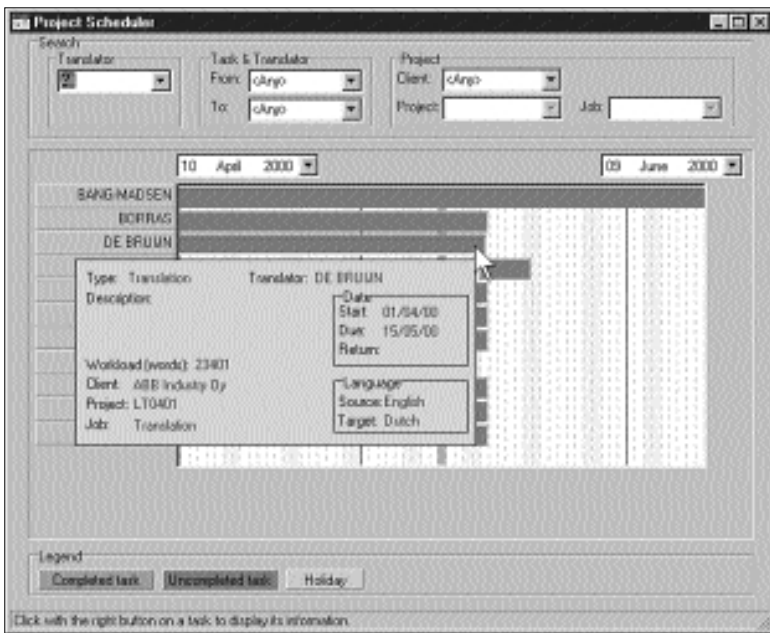 Project Scheduler
Search
Translator
Task & Translator
From: <Any>
To: <Any>
Project
Client: <Any>
Project:
Job:
10 April 2000
09 June 2000
BANG-MADSEN
BORRAS
DE BRUIJN
Type: Translation
Translator: DE BRUIJN
Description:
Date
Start: 01/04/00
Due: 15/05/00
Return:
Workload (words): 23401
Client: ABB Industry Oy
Project: LT0401
Job: Translation
Language
Source: English
Target: Dutch
Legend
Completed task
Uncompleted task
Holiday
Click with the right button on a task to display its information.